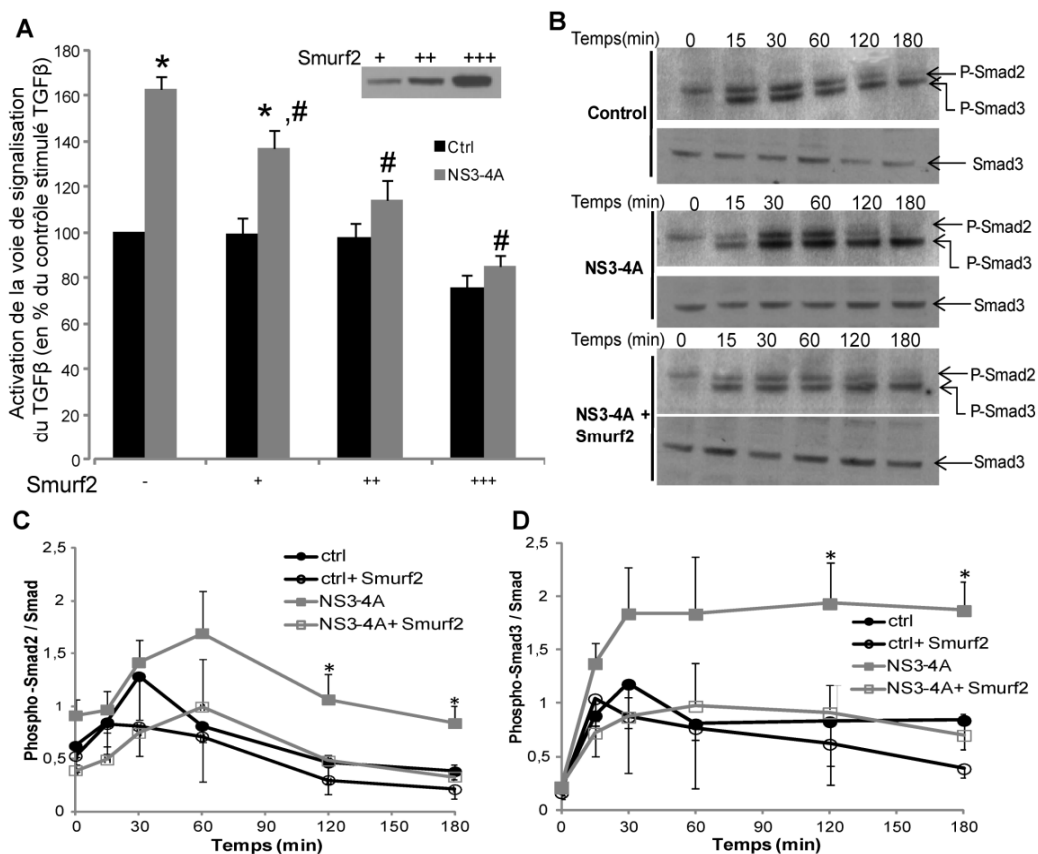 A
Activation de la voie de signalisation
du TGFβ (en % du contrôle stimulé TGFβ)
180
160
140
120
100
80
60
40
20
0
*
* ,#
#
#
Smurf2 + ++ +++
Ctrl
NS3-4A
Smurf2 - + ++ +++
B
Temps(min) 0 15 30 60 120 180
Control
P-Smad2
P-Smad3
Smad3
Temps (min) 0 15 30 60 120 180
NS3-4A
P-Smad2
P-Smad3
Smad3
Temps (min) 0 15 30 60 120 180
NS3-4A +
Smurf2
P-Smad2
P-Smad3
Smad3
C
Phospho-Smad2 / Smad
2,5
2
1,5
1
0,5
0
ctrl
ctrl+ Smurf2
NS3-4A
NS3-4A+ Smurf2
*
*
0 30 60 90 120 150 180
Temps (min)
D
Phospho-Smad3 / Smad
2,5
2
1,5
1
0,5
0
*
*
ctrl
ctrl+ Smurf2
NS3-4A
NS3-4A+ Smurf2
0 30 60 90 120 150 180
Temps (min)